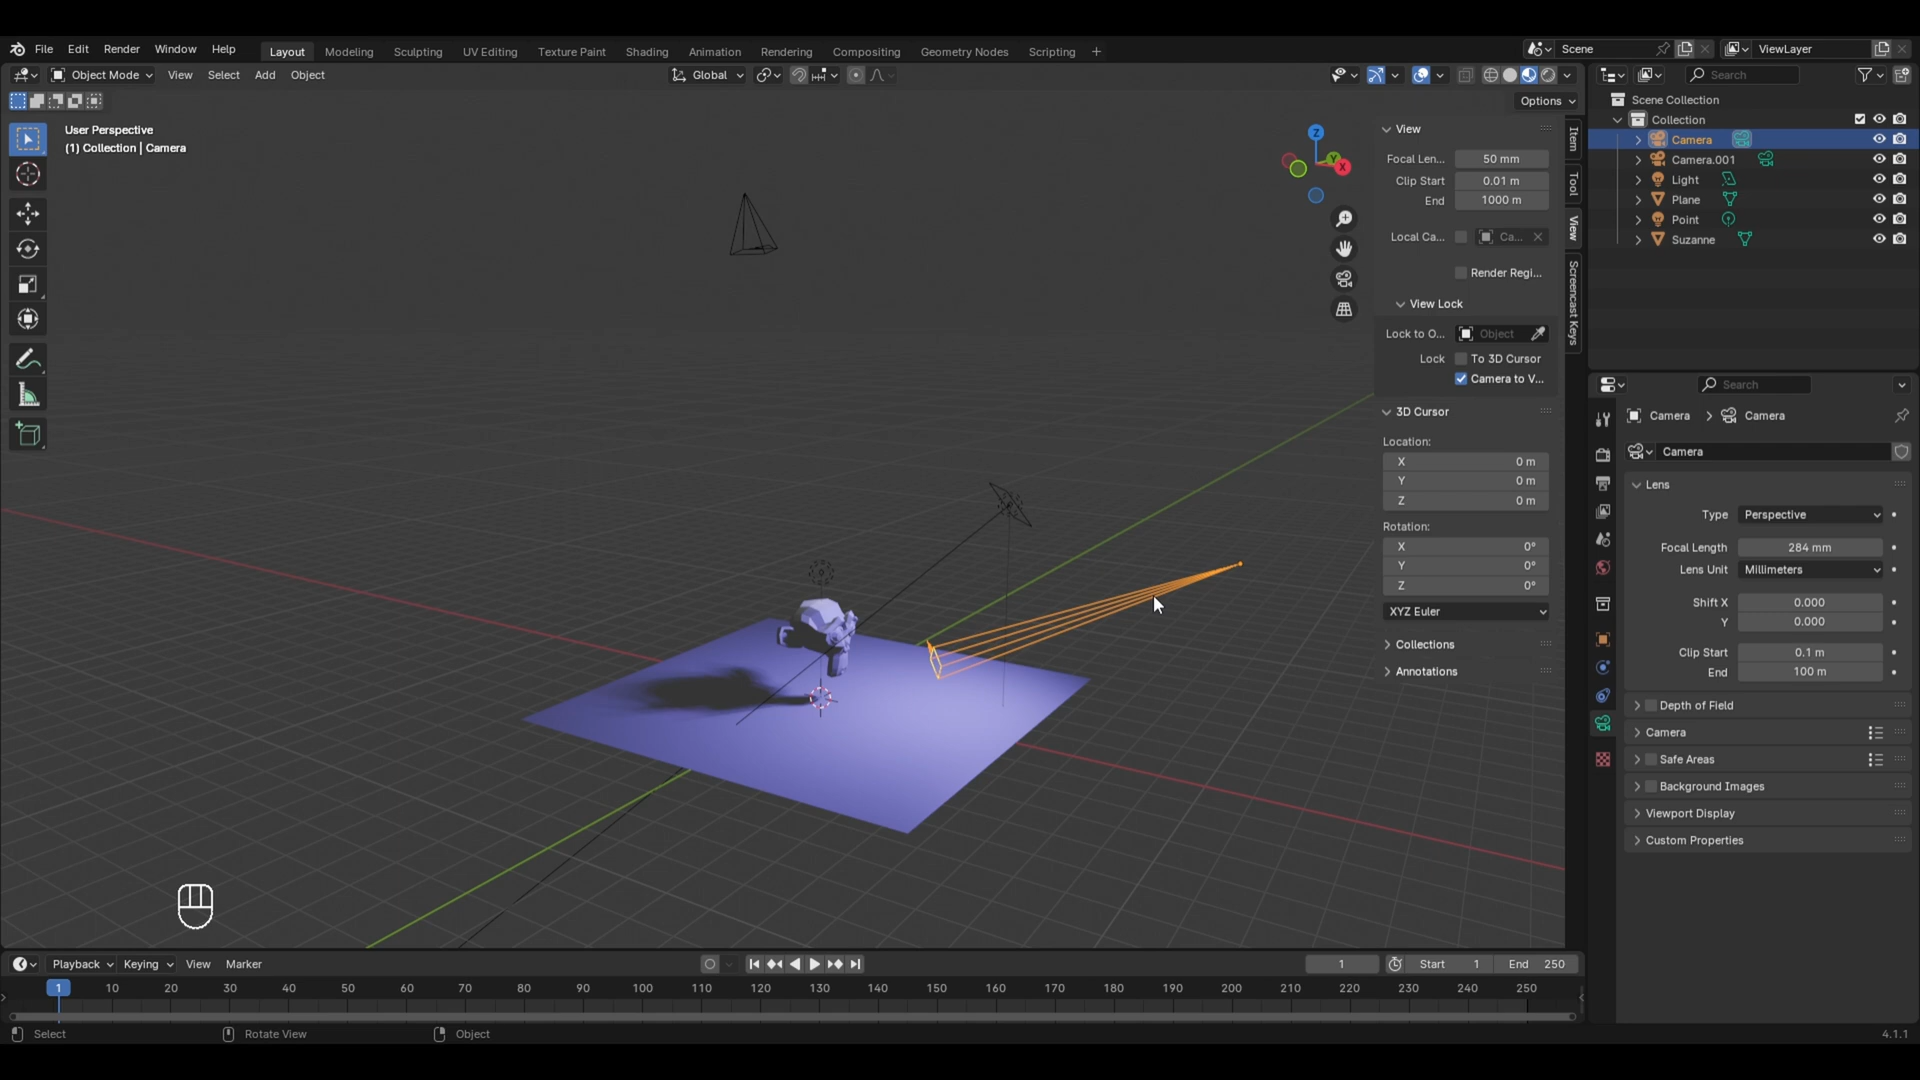 File Edit Render Window Help Layout Modeling Sculpting UV Editing Texture Paint Shading Animation Rendering Compositing Geometry Nodes Scripting + Scene ViewLayer
Object Mode View Select Add Object Global Search
Options
User Perspective
(1) Collection | Camera
Z
Y
X
View
Focal Len... 50 mm
Clip Start 0.01 m
End 1000 m
Local Ca... Ca...
Render Regi...
View Lock
Lock to O... Object
Lock To 3D Cursor
Camera to V...
3D Cursor
Location:
X 0 m
Y 0 m
Z 0 m
Rotation:
X 0°
Y 0°
Z 0°
XYZ Euler
Collections
Annotations
Item
Tool
View
Screencast Keys
Scene Collection
Collection
Camera
Camera.001
Light
Plane
Point
Suzanne
Search
Camera Camera
Camera
Lens
Type Perspective
Focal Length 284 mm
Lens Unit Millimeters
Shift X 0.000
Y 0.000
Clip Start 0.1 m
End 100 m
Depth of Field
Camera
Safe Areas
Background Images
Viewport Display
Custom Properties
Playback Keying View Marker 1 Start 1 End 250
1 10 20 30 40 50 60 70 80 90 100 110 120 130 140 150 160 170 180 190 200 210 220 230 240 250
Select Rotate View Object 4.1.1